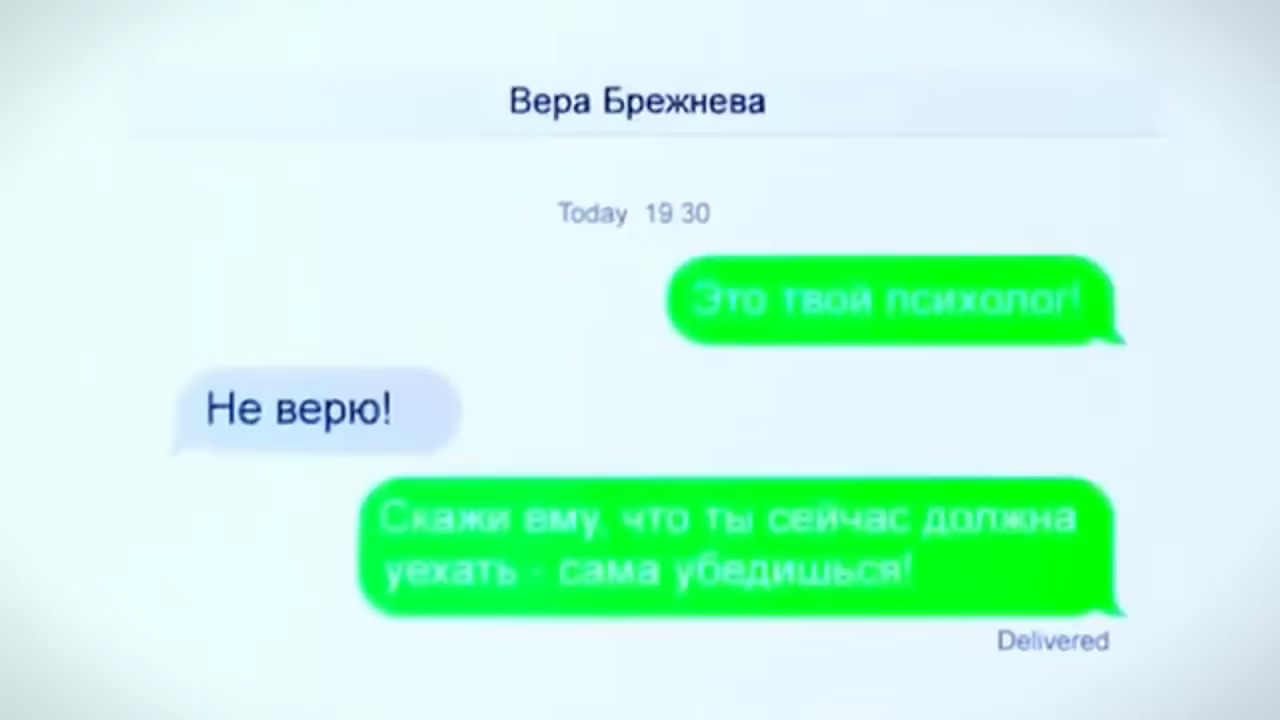 Вера Брежнева
Today 19 30
Это твой психолог!
Не верю!
Скажи ему, что ты сейчас должна
уехать - сама убедишься!
Delivered